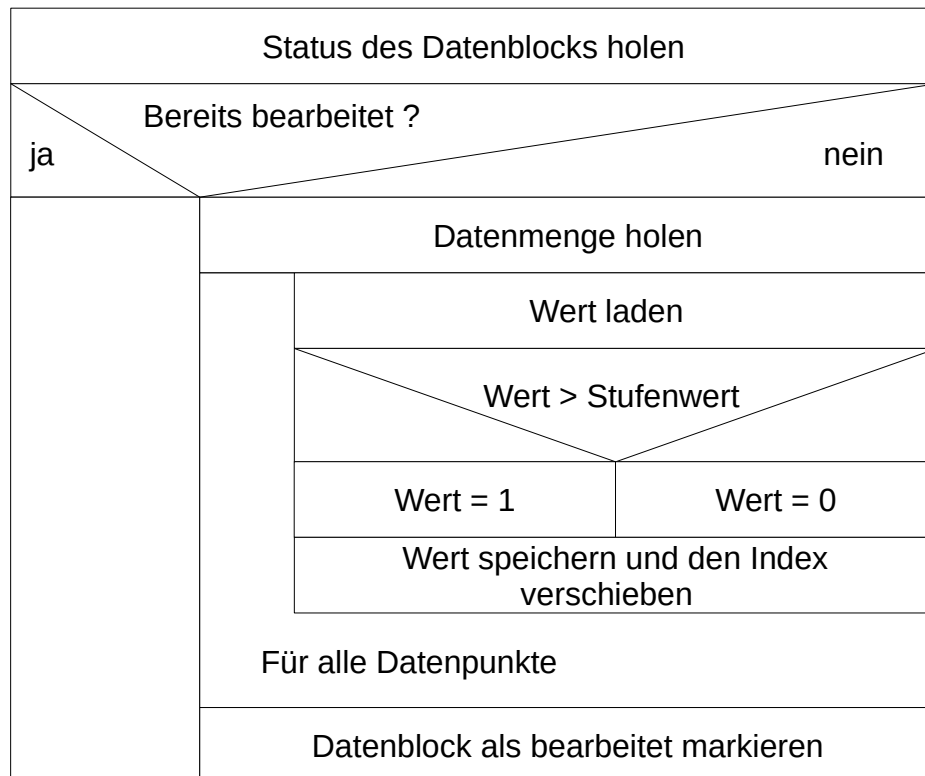 Status des Datenblocks holen
Bereits bearbeitet ?
ja
nein
Datenmenge holen
Wert laden
Wert > Stufenwert
Wert = 1
Wert = 0
Wert speichern und den Index
verschieben
Für alle Datenpunkte
Datenblock als bearbeitet markieren